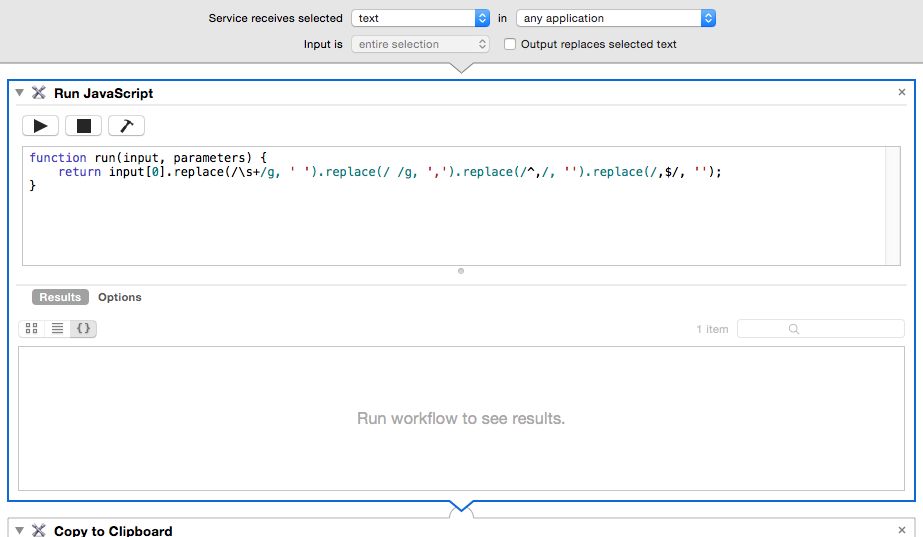 Service receives selected text in any application
Input is entire selection Output replaces selected text
Run JavaScript
function run(input, parameters) {
    return input[0].replace(/\s+/g, ' ').replace(/ /g, ',').replace(/^,/, '').replace(/,$/, '');
}
Results Options
{} 1 item
Run workflow to see results.
Copy to Clipboard